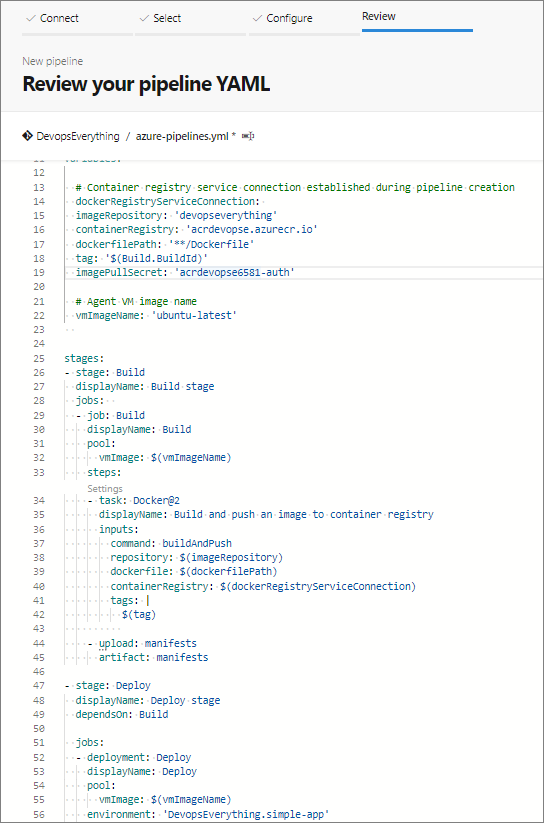 Connect Select Configure Review
New pipeline
Review your pipeline YAML
DevopsEverything / azure-pipelines.yml *
11 variables:
12
13 # Container registry service connection established during pipeline creation
14 dockerRegistryServiceConnection:
15 imageRepository: 'devopseverything'
16 containerRegistry: 'acrdevopse.azurecr.io'
17 dockerfilePath: '**/Dockerfile'
18 tag: '$(Build.BuildId)'
19 imagePullSecret: 'acrdevopse6581-auth'
20
21 # Agent VM image name
22 vmImageName: 'ubuntu-latest'
23
24
25 stages:
26 - stage: Build
27 displayName: Build stage
28 jobs:
29 - job: Build
30 displayName: Build
31 pool:
32 vmImage: $(vmImageName)
33 steps:
Settings
34 - task: Docker@2
35 displayName: Build and push an image to container registry
36 inputs:
37 command: buildAndPush
38 repository: $(imageRepository)
39 dockerfile: $(dockerfilePath)
40 containerRegistry: $(dockerRegistryServiceConnection)
41 tags: |
42 $(tag)
43
44 - upload: manifests
45 artifact: manifests
46
47 - stage: Deploy
48 displayName: Deploy stage
49 dependsOn: Build
50
51 jobs:
52 - deployment: Deploy
53 displayName: Deploy
54 pool:
55 vmImage: $(vmImageName)
56 environment: 'DevopsEverything.simple-app'